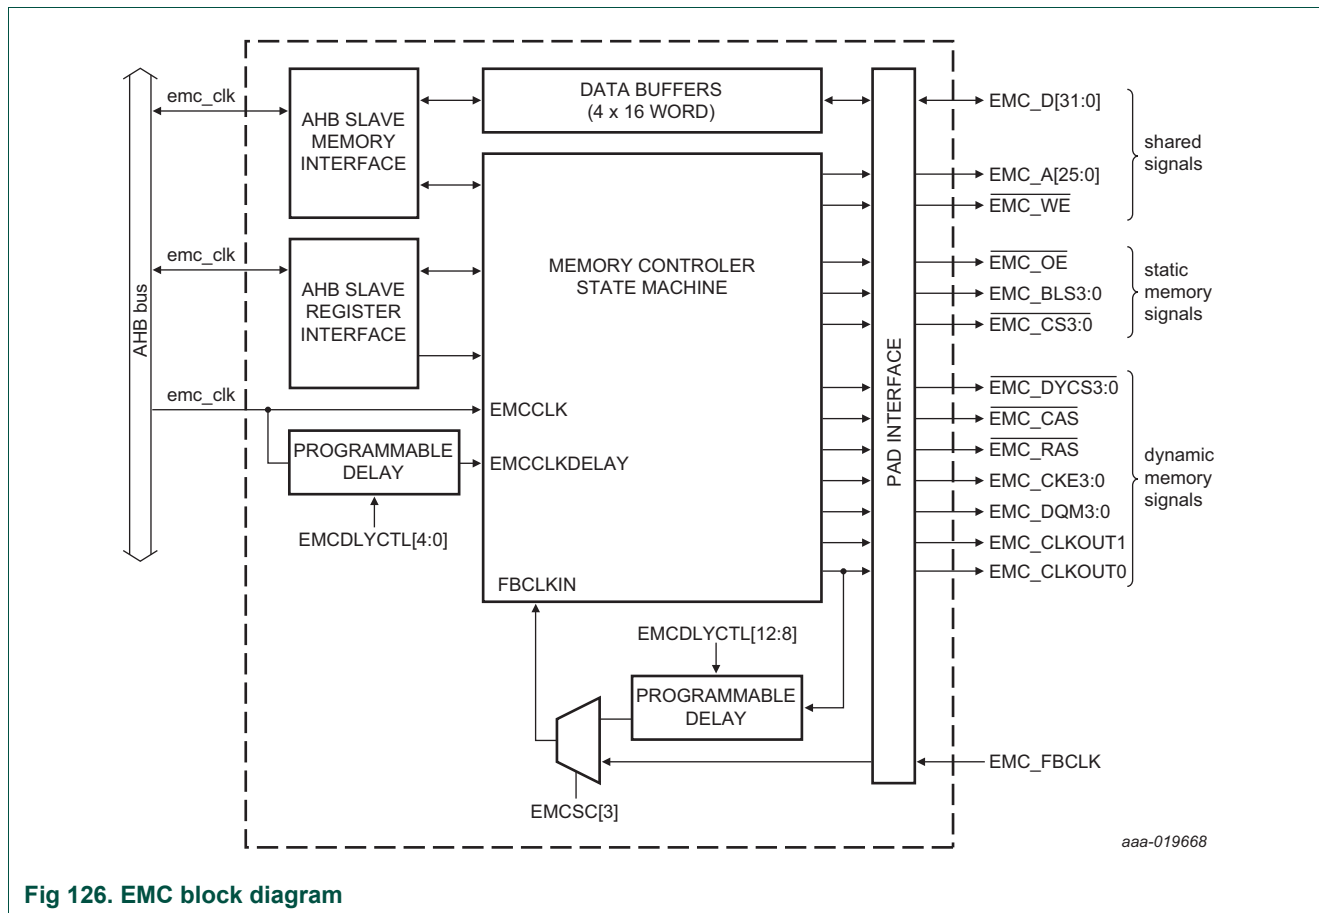 emc_clk
AHB SLAVE
MEMORY
INTERFACE
DATA BUFFERS
(4 x 16 WORD)
EMC_D[31:0]
shared
signals
EMC_A[25:0]
EMC_WE
emc_clk
AHB SLAVE
REGISTER
INTERFACE
MEMORY CONTROLER
STATE MACHINE
EMC_OE
EMC_BLS3:0
EMC_CS3:0
static
memory
signals
AHB bus
PAD INTERFACE
emc_clk
EMCCLK
PROGRAMMABLE
DELAY
EMCCLKDELAY
EMCDLYCTL[4:0]
EMC_DYCS3:0
EMC_CAS
EMC_RAS
EMC_CKE3:0
EMC_DQM3:0
EMC_CLKOUT1
EMC_CLKOUT0
dynamic
memory
signals
FBCLKIN
EMCDLYCTL[12:8]
PROGRAMMABLE
DELAY
EMC_FBCLK
EMCSC[3]
aaa-019668
Fig 126. EMC block diagram